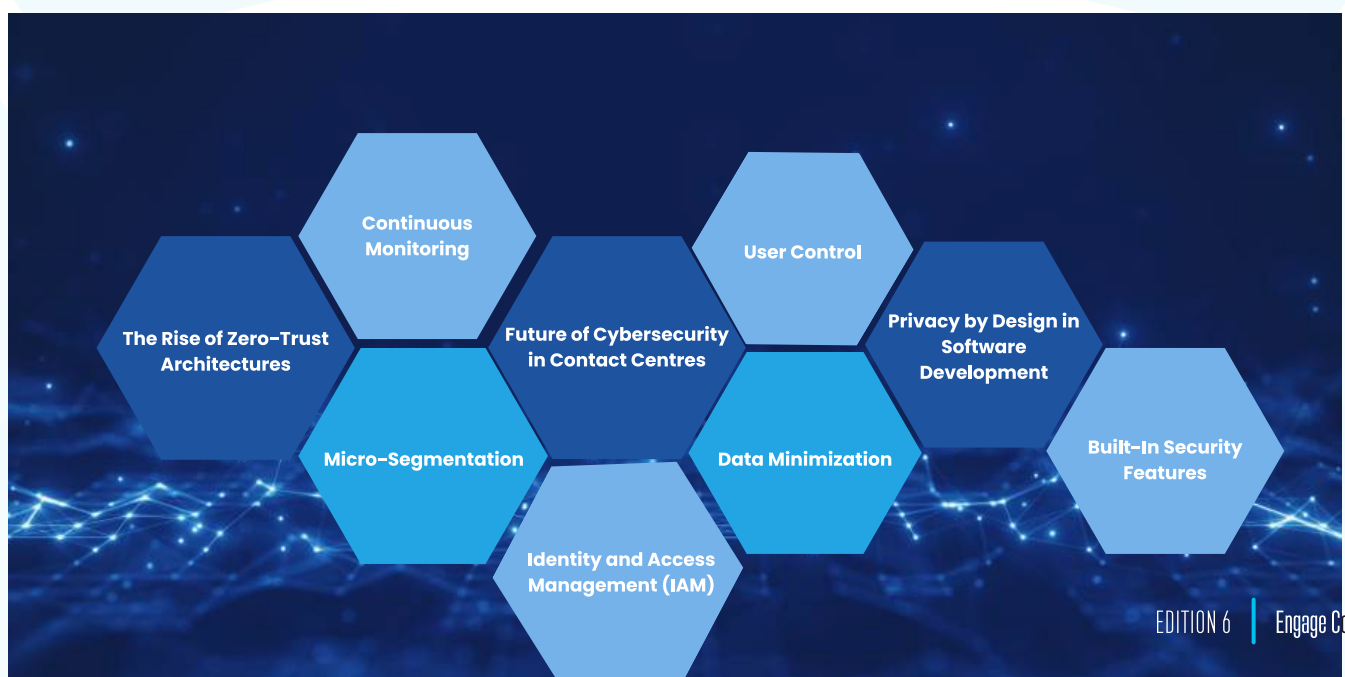 Continuous
Monitoring
User Control
The Rise of Zero-Trust
Architectures
Future of Cybersecurity
in Contact Centres
Privacy by Design in
Software
Development
Micro-Segmentation
Data Minimization
Built-In Security
Features
Identity and Access
Management (IAM)
EDITION 6
Engage